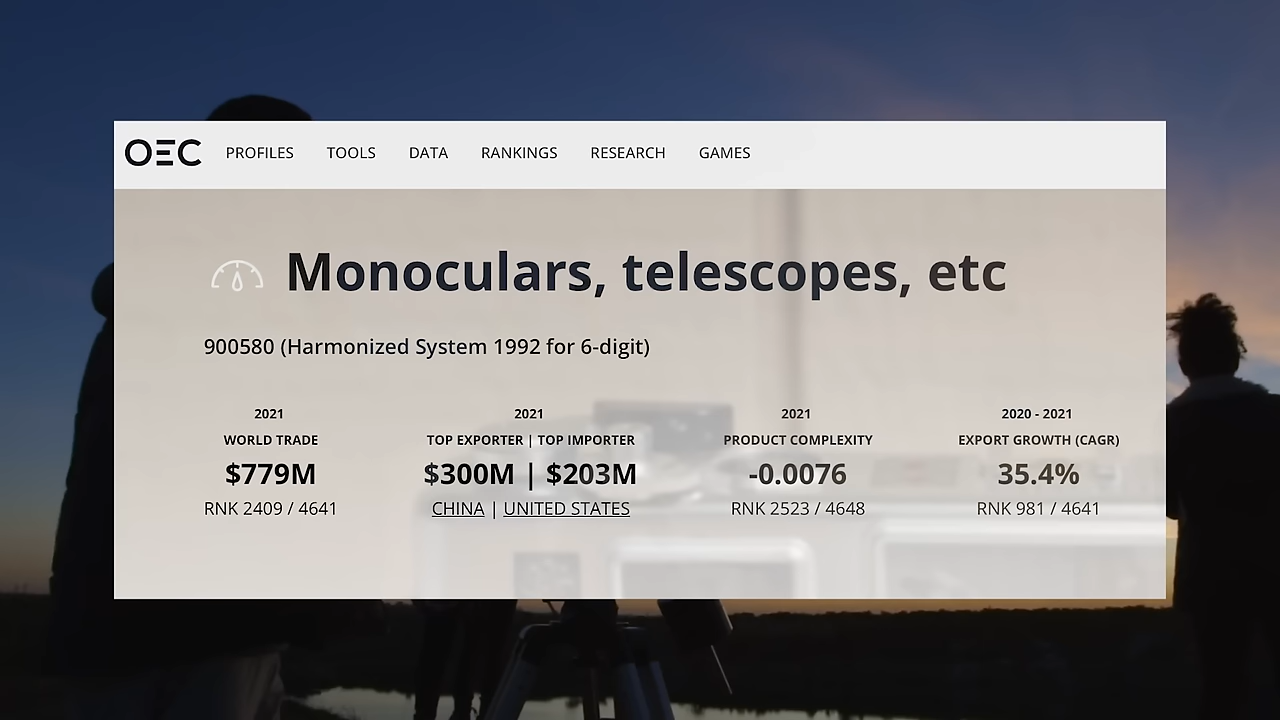 OEC PROFILES TOOLS DATA RANKINGS RESEARCH GAMES
Monoculars, telescopes, etc
900580 (Harmonized System 1992 for 6-digit)
2021 2021 2021 2020 - 2021
WORLD TRADE TOP EXPORTER | TOP IMPORTER PRODUCT COMPLEXITY EXPORT GROWTH (CAGR)
$779M $300M | $203M -0.0076 35.4%
RNK 2409 / 4641 CHINA | UNITED STATES RNK 2523 / 4648 RNK 981 / 4641